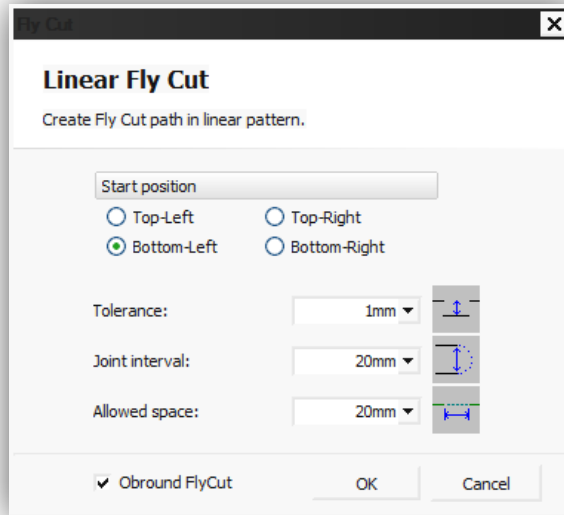 Fly Cut
Linear Fly Cut
Create Fly Cut path in linear pattern.
Start position
Top-Left Top-Right
Bottom-Left Bottom-Right
Tolerance: 1mm
Joint interval: 20mm
Allowed space: 20mm
Obround FlyCut OK Cancel